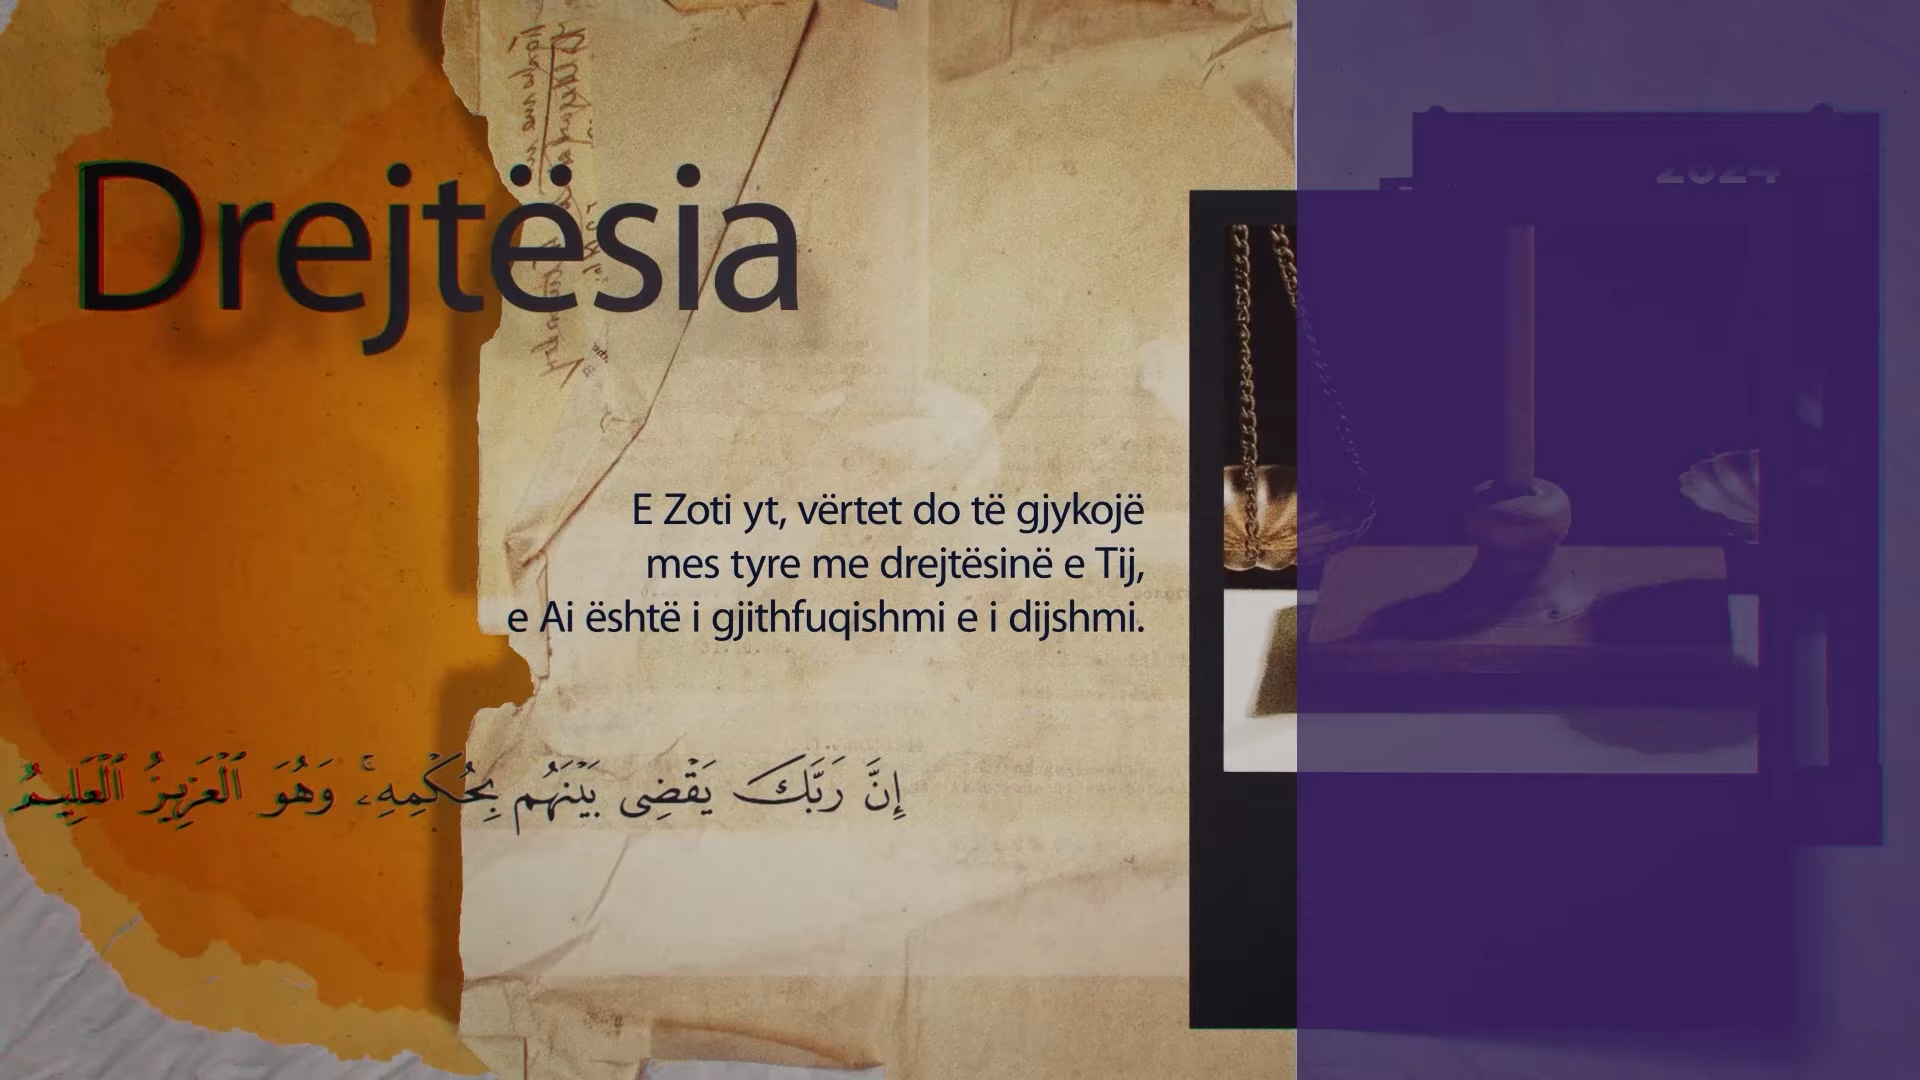 Drejtësia
2024
E Zoti yt, vërtet do të gjykojë
mes tyre me drejtësinë e Tij,
e Ai është i gjithfuqishmi e i dijshmi.
إِنَّ رَبَّكَ يَقْضِى بَيْنَهُم بِحُكْمِهِۦ ۚ وَهُوَ ٱلْعَزِيزُ ٱلْعَلِيمُ